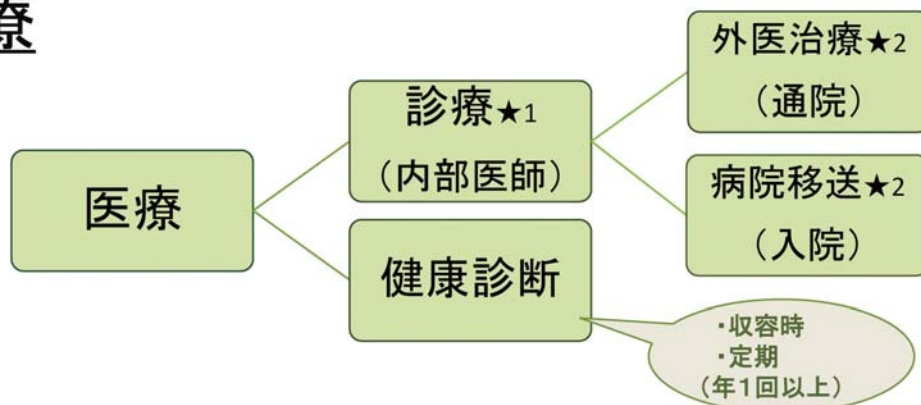 療
医療
診療★1
(内部医師)
健康診断
外医治療★2
(通院)
病院移送★2
(入院)
・収容時
・定期
(年1回以上)